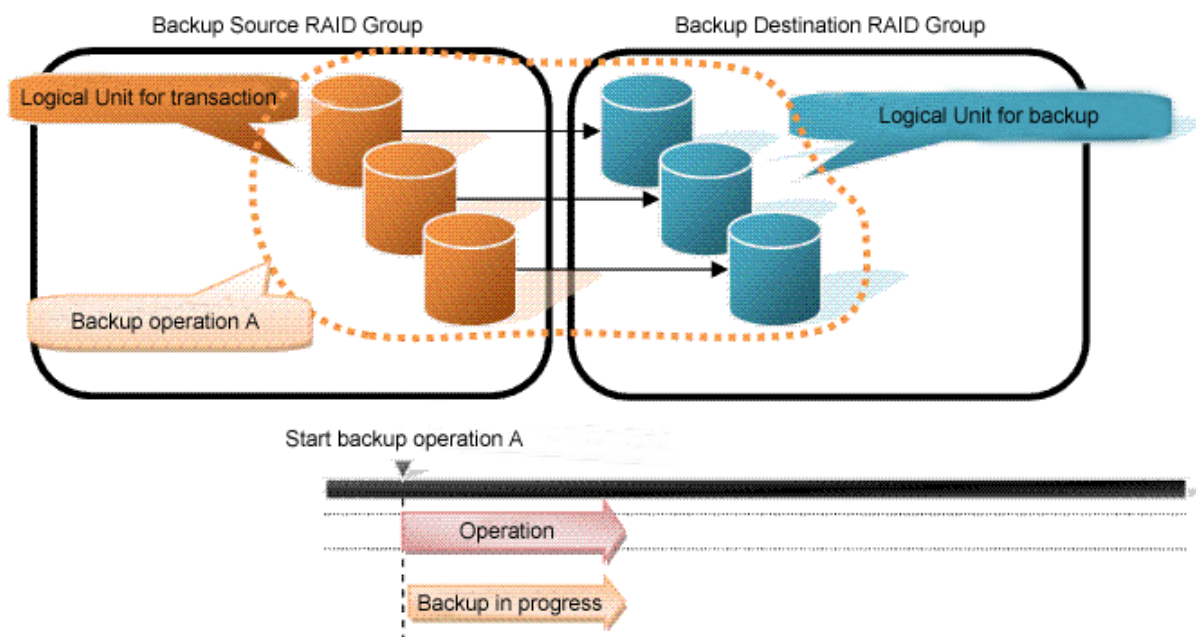 Backup Source RAID Group
Backup Destination RAID Group
Logical Unit for transaction
Logical Unit for backup
Backup operation A
Start backup operation A
Operation
Backup in progress